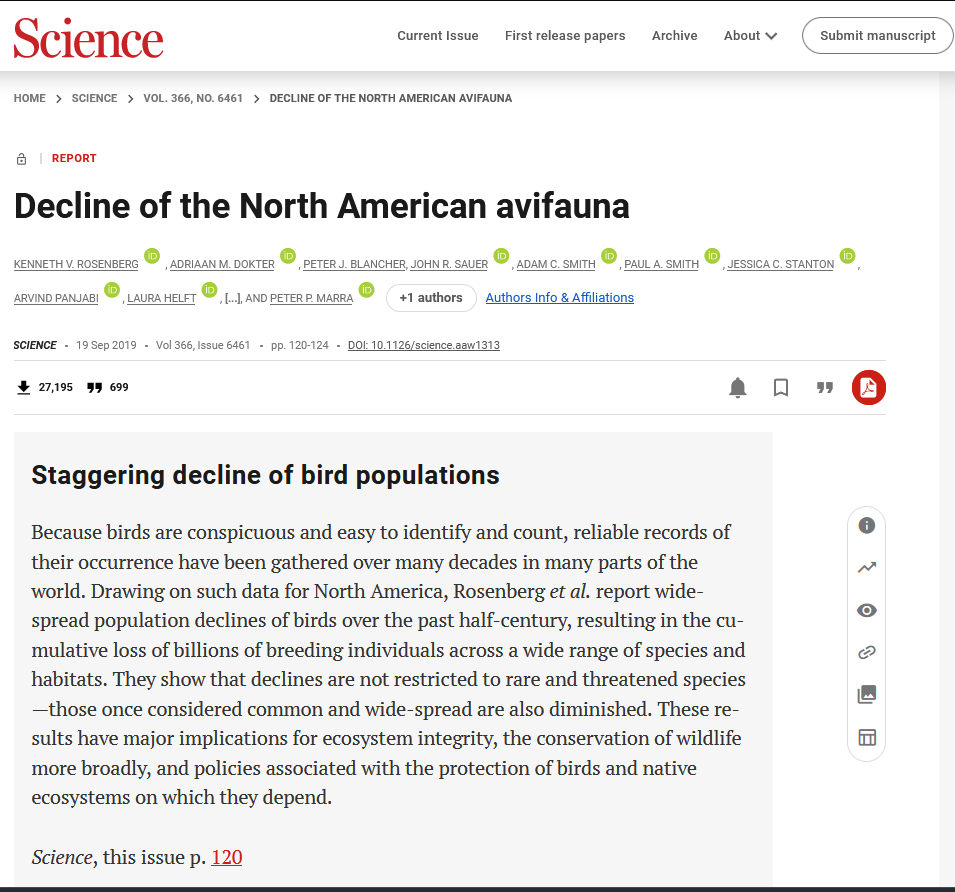 Science
Current Issue First release papers Archive About Submit manuscript
HOME > SCIENCE > VOL. 366, NO. 6461 > DECLINE OF THE NORTH AMERICAN AVIFAUNA
| REPORT
Decline of the North American avifauna
KENNETH V. ROSENBERG iD , ADRIAAN M. DOKTER iD , PETER J. BLANCHER, JOHN R. SAUER iD , ADAM C. SMITH iD , PAUL A. SMITH iD , JESSICA C. STANTON iD ,
ARVIND PANJABI iD , LAURA HELFT iD , [...], AND PETER P. MARRA iD +1 authors Authors Info & Affiliations
SCIENCE • 19 Sep 2019 • Vol 366, Issue 6461 • pp. 120-124 • DOI: 10.1126/science.aaw1313
27,195 699
Staggering decline of bird populations
Because birds are conspicuous and easy to identify and count, reliable records of
their occurrence have been gathered over many decades in many parts of the
world. Drawing on such data for North America, Rosenberg et al. report wide-
spread population declines of birds over the past half-century, resulting in the cu-
mulative loss of billions of breeding individuals across a wide range of species and
habitats. They show that declines are not restricted to rare and threatened species
—those once considered common and wide-spread are also diminished. These re-
sults have major implications for ecosystem integrity, the conservation of wildlife
more broadly, and policies associated with the protection of birds and native
ecosystems on which they depend.
Science, this issue p. 120